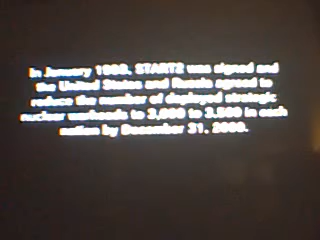 In January 1993, START2 was signed and
the United States and Russia agreed to
reduce the number of deployed strategic
nuclear warheads to 3,000 to 3,500 in each
nation by December 31, 2000.